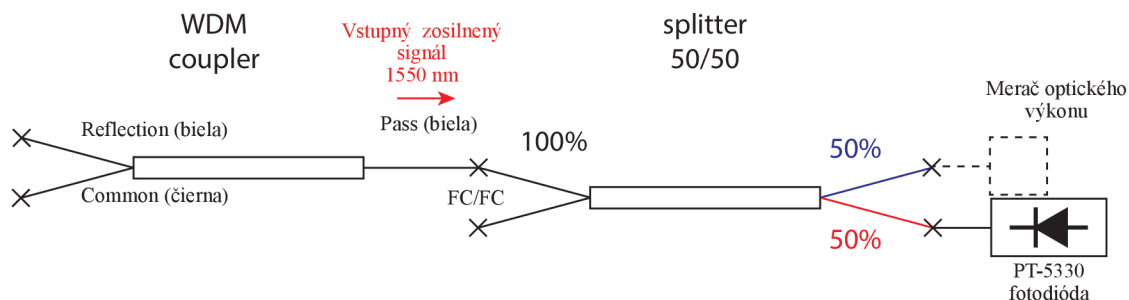 WDM
coupler
Vstupný zosilnený
signál
1550 nm
splitter
50/50
Merač optického
výkonu
Reflection (biela)
Pass (biela)
100%
50%
Common (čierna)
FC/FC
50%
PT-5330
fotodióda